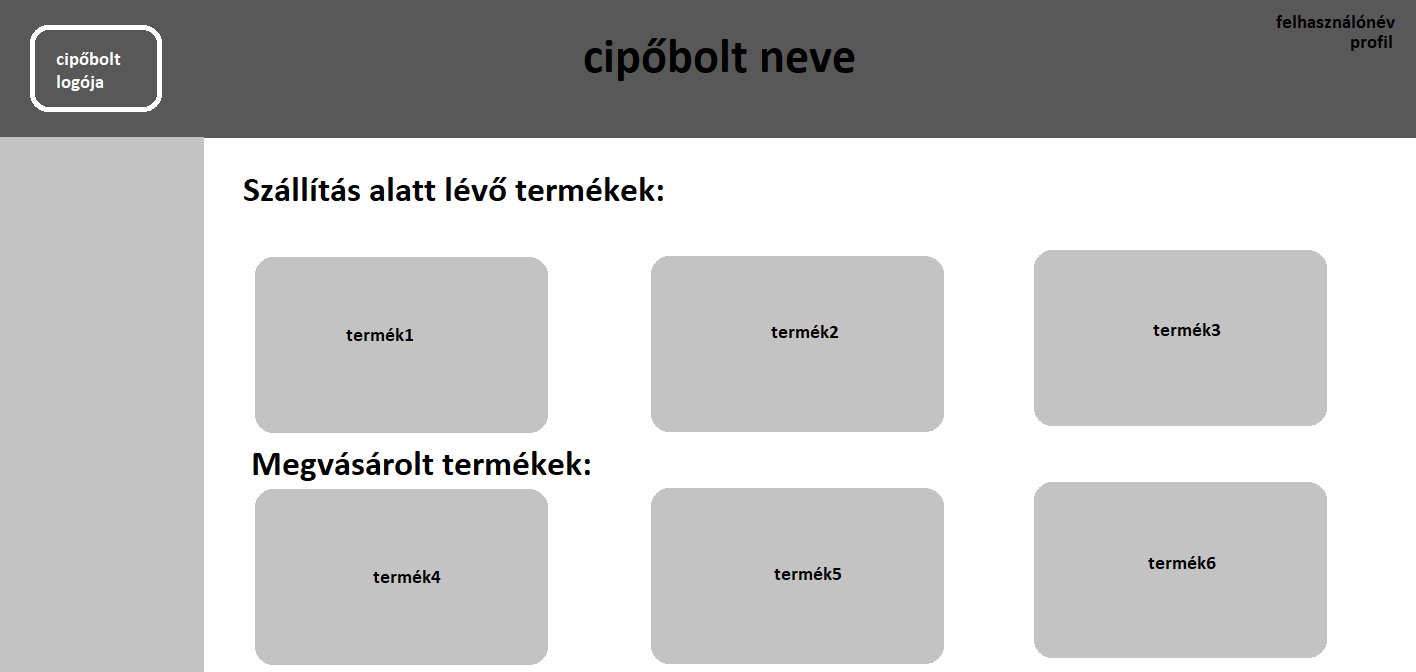 cipőbolt
logója
cipőbolt neve
felhasználónév
profil
Szállítás alatt lévő termékek:
termék1
termék2
termék3
Megvásárolt termékek:
termék4
termék5
termék6